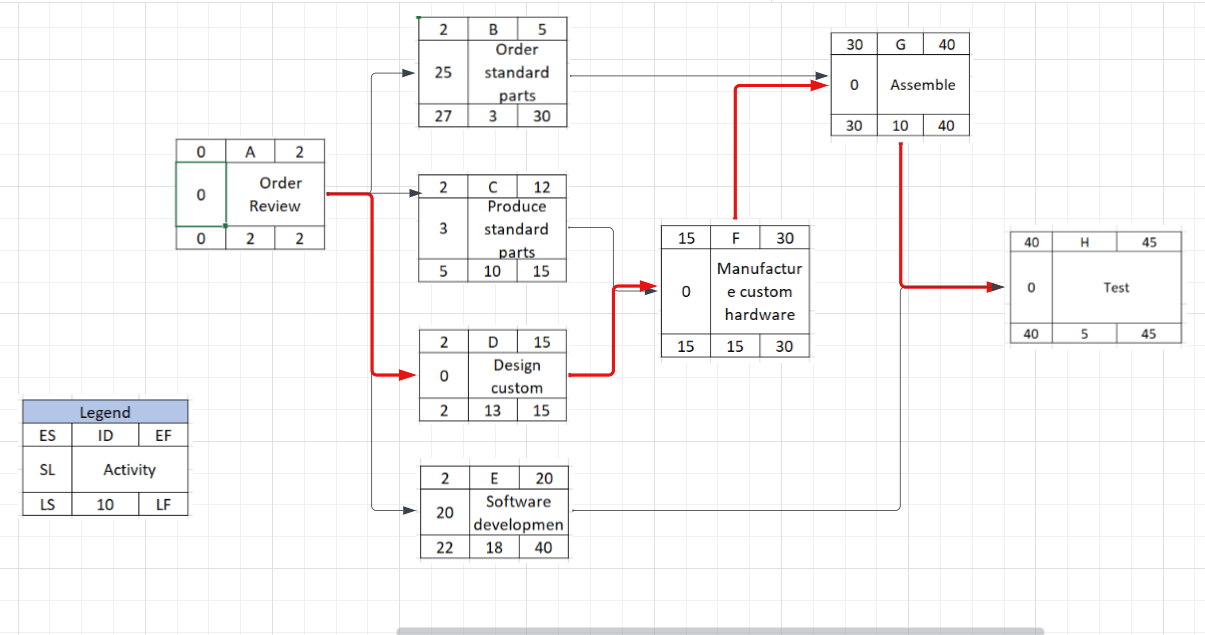 0 A 2
0
Order
Review
0 2 2
2 B 5
25
Order
standard
parts
27 3 30
2 C 12
3
Produce
standard
parts
5 10 15
2 D 15
0
Design
custom
2 13 15
2 E 20
20
Software
developmen
22 18 40
15 F 30
0
Manufactur
e custom
hardware
15 15 30
30 G 40
0
Assemble
30 10 40
40 H 45
0
Test
40 5 45
Legend
ES ID EF
SL
Activity
LS 10 LF